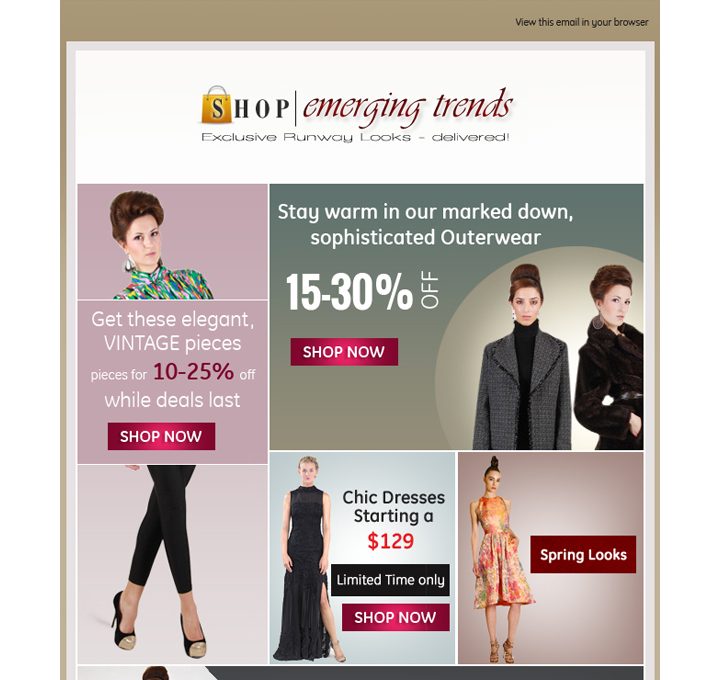 View this email in your browser
SHOP emerging trends
Exclusive Runway Looks - delivered!
Stay warm in our marked down,
sophisticated Outerwear
15-30% OFF
SHOP NOW
Get these elegant,
VINTAGE pieces
pieces for 10-25% off
while deals last
SHOP NOW
Chic Dresses
Starting a
$129
Limited Time only
SHOP NOW
Spring Looks